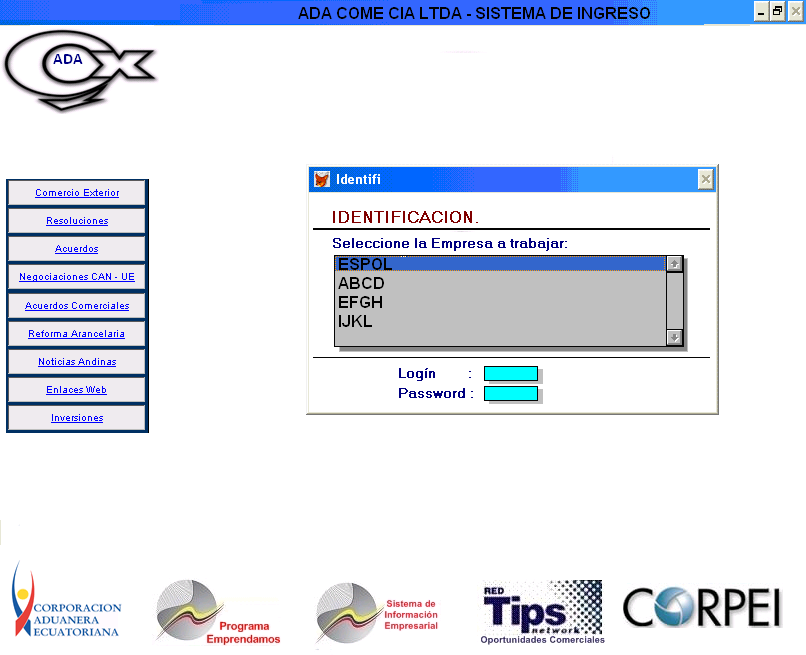 ADA COME CIA LTDA - SISTEMA DE INGRESO
ADA
Comercio Exterior
Resoluciones
Acuerdos
Negociaciones CAN - UE
Acuerdos Comerciales
Reforma Arancelaria
Noticias Andinas
Enlaces Web
Inversiones
Identifi
IDENTIFICACION.
Seleccione la Empresa a trabajar:
ESPOL
ABCD
EFGH
IJKL
Logín :
Password :
CORPORACION
ADUANERA
ECUATORIANA
Programa
Emprendamos
Sistema de
Información
Empresarial
RED
Tips
network
Oportunidades Comerciales
CORPEI